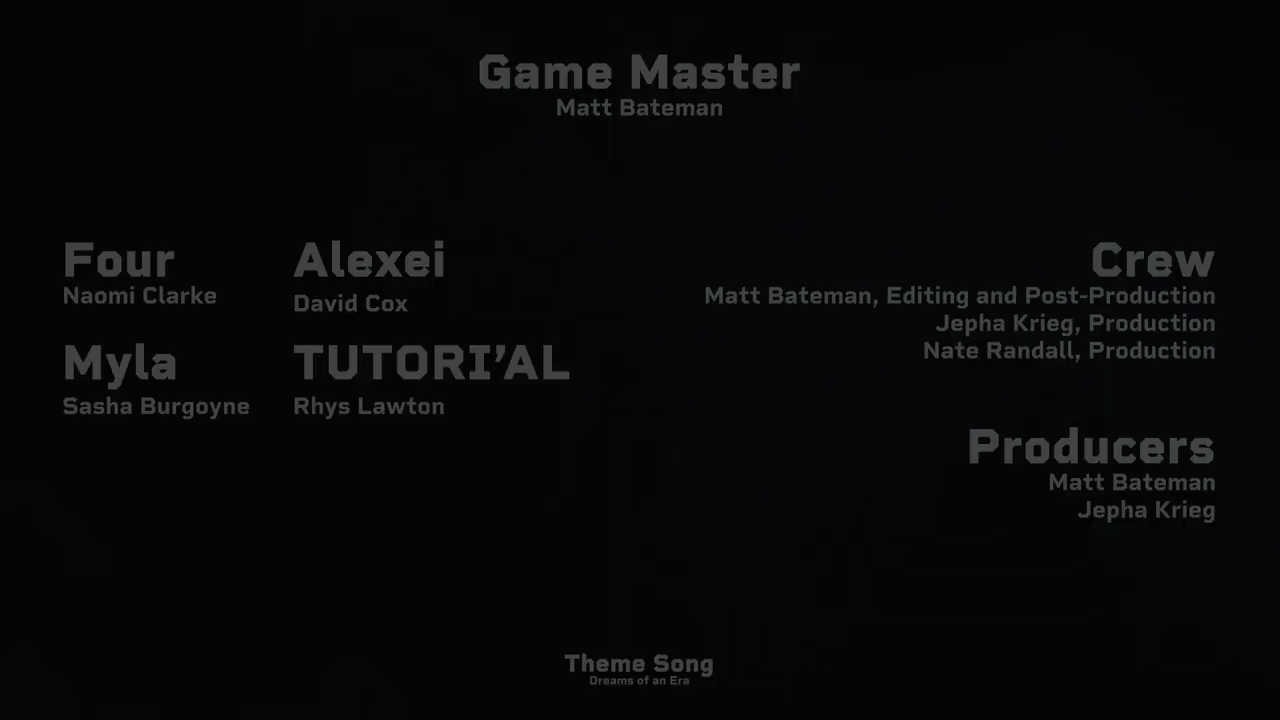 Game Master
Matt Bateman
Four
Naomi Clarke
Alexei
David Cox
Myla
Sasha Burgoyne
TUTORI’AL
Rhys Lawton
Crew
Matt Bateman, Editing and Post-Production
Jepha Krieg, Production
Nate Randall, Production
Producers
Matt Bateman
Jepha Krieg
Theme Song
Dreams of an Era